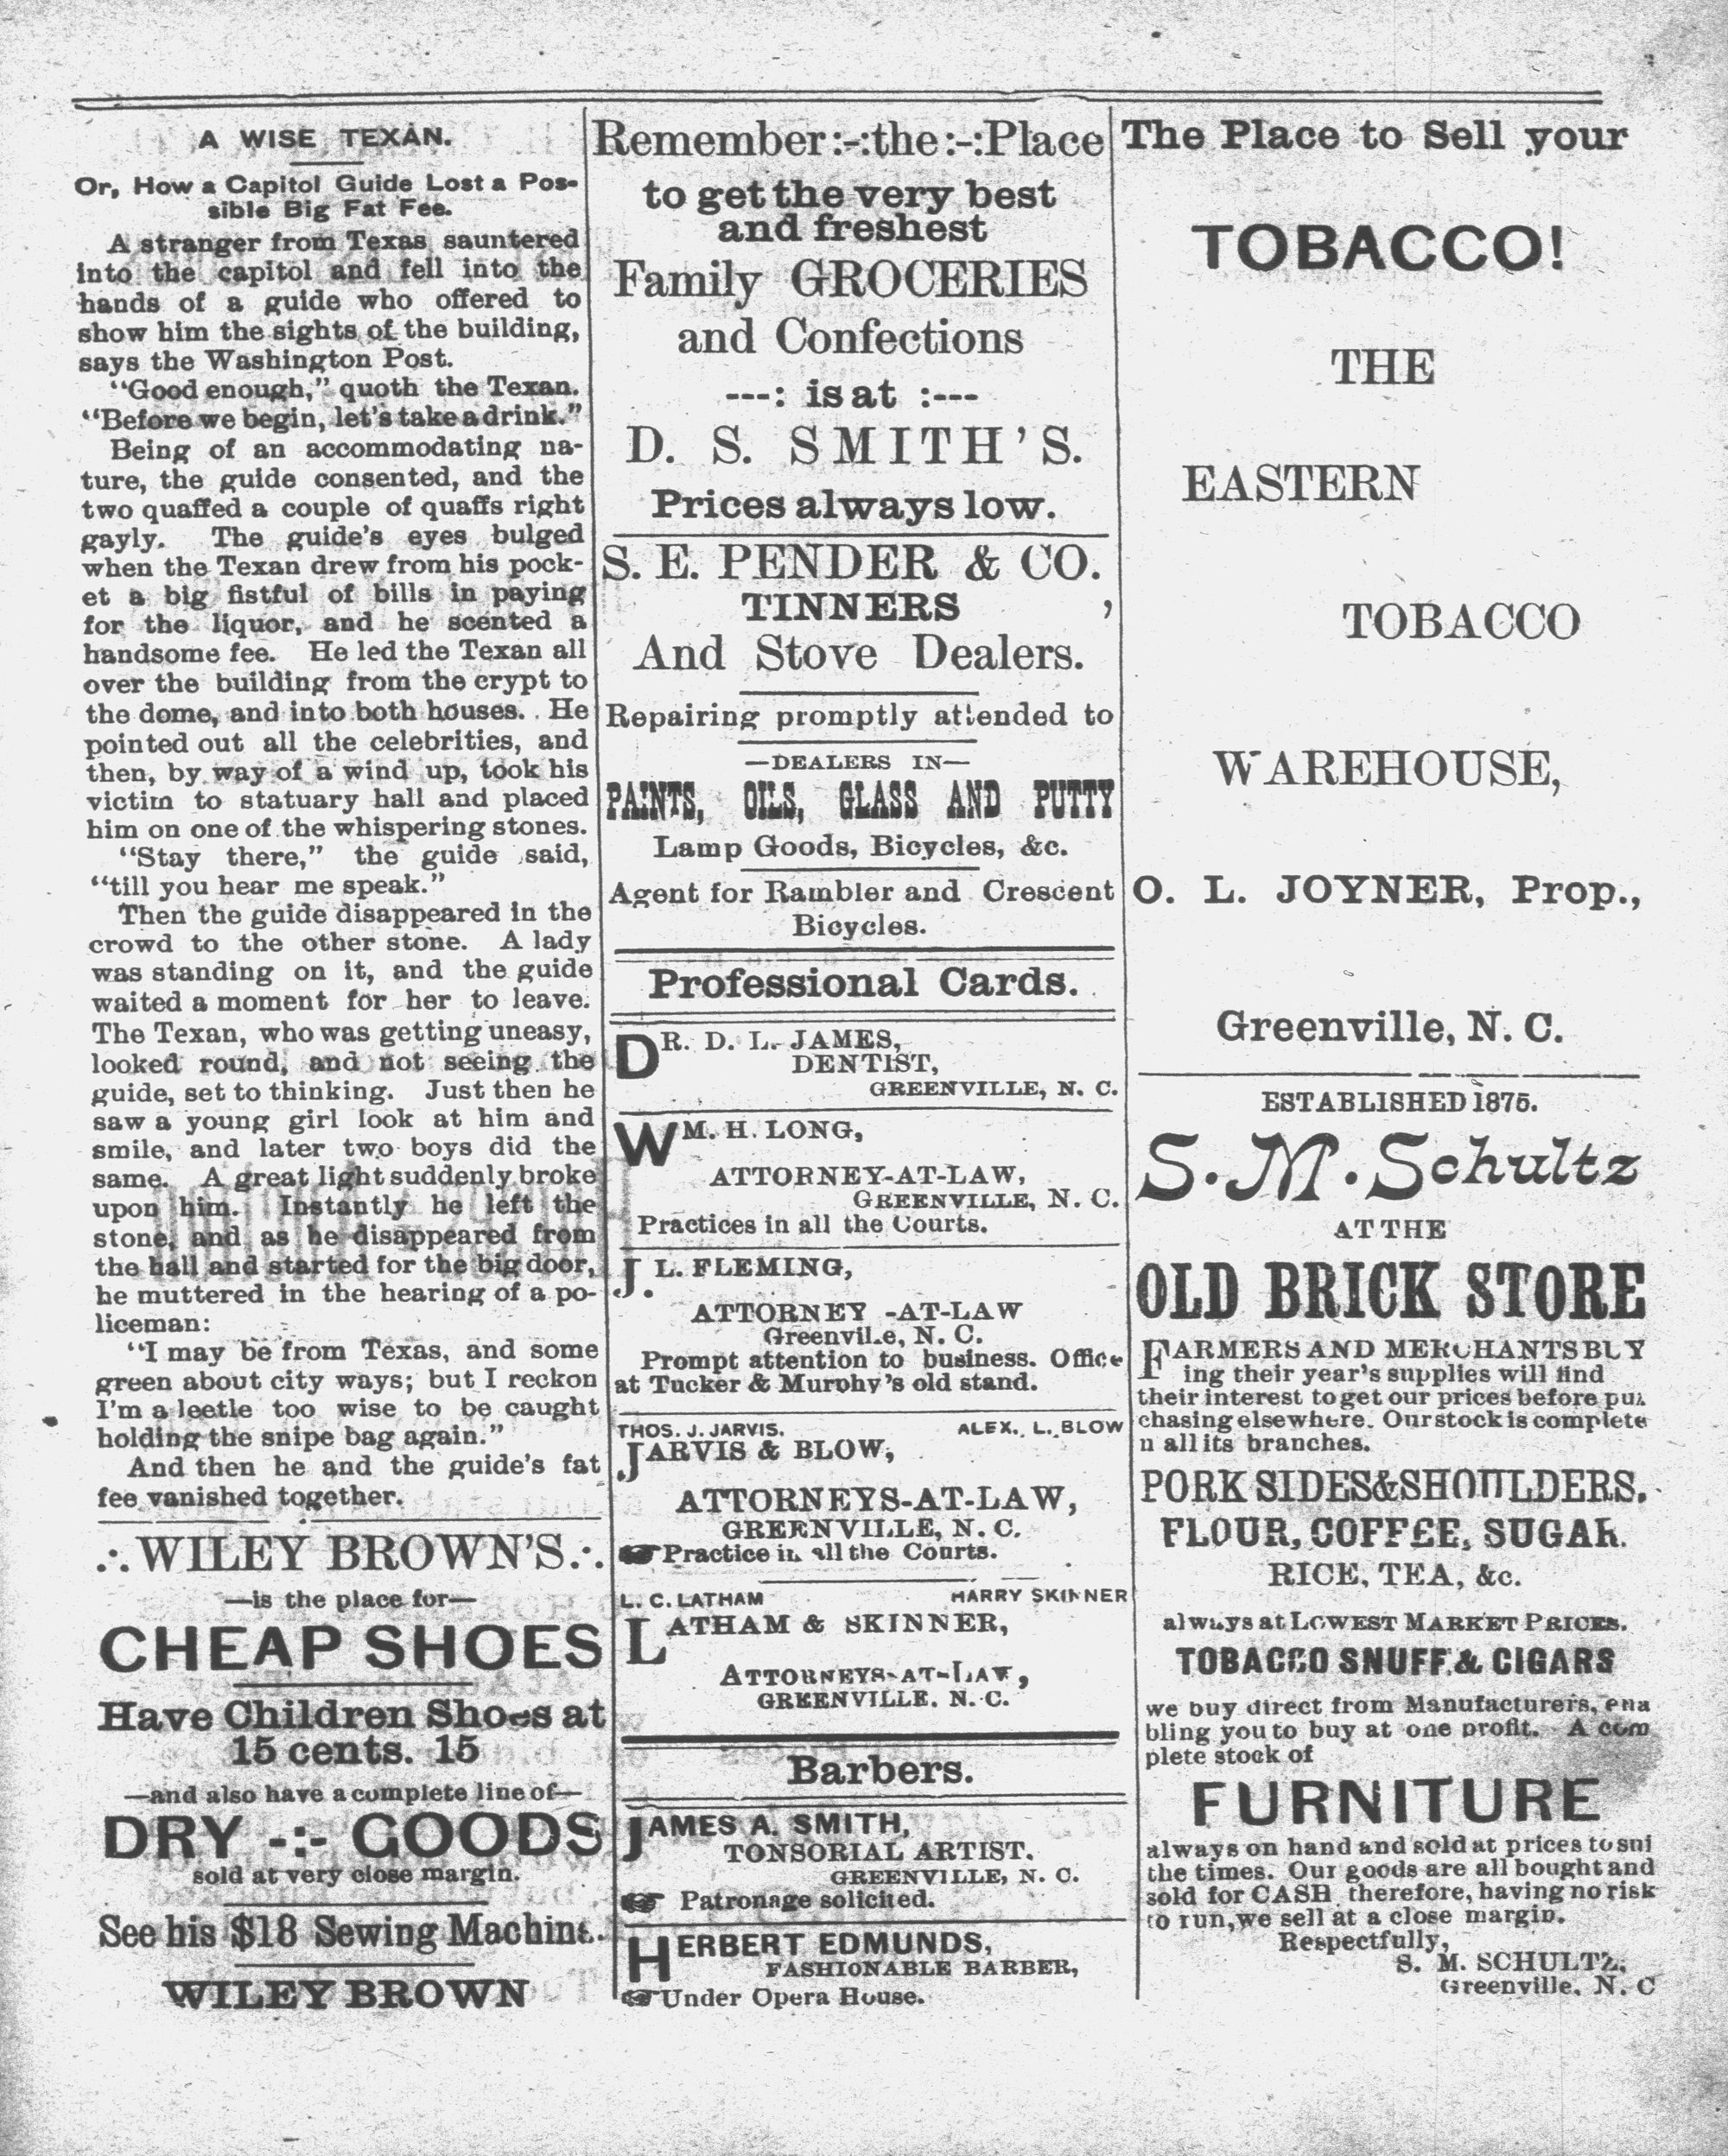 A WISE TEXAN.
Or, How a Capitol Guide Lost a Pos-
sible Big Fat Fee.
A stranger from Texas sauntered
into the capitol and fell into the
hands of a guide who offered to
show him the sights of the building,
says the Washington Post.
"Good enough," quoth the Texan.
"Before we begin, let's take a drink."
Being of an accommodating na-
ture, the guide consented, and the
two quaffed a couple of quaffs right
gayly. The guide's eyes bulged
when the Texan drew from his pock-
et a big fistful of bills in paying
for the liquor, and he scented a
handsome fee. He led the Texan all
over the building from the crypt to
the dome, and into both houses. He
pointed out all the celebrities, and
then, by way of a wind up, took his
victim to statuary hall and placed
him on one of the whispering stones.
"Stay there," the guide said,
"till you hear me speak."
Then the guide disappeared in the
crowd to the other stone. A lady
was standing on it, and the guide
waited a moment for her to leave.
The Texan, who was getting uneasy,
looked round, and not seeing the
guide, set to thinking. Just then he
saw a young girl look at him and
smile, and later two boys did the
same. A great light suddenly broke
upon him. Instantly he left the
stone, and as he disappeared from
the hall and started for the big door,
he muttered in the hearing of a po-
liceman:
"I may be from Texas, and some
green about city ways; but I reckon
I'm a leetle too wise to be caught
holding the snipe bag again."
And then he and the guide's fat
fee vanished together.
∴WILEY BROWN'S∴
—is the place for—
CHEAP SHOES
Have Children Shoes at
15 cents. 15
—and also have a complete line of—
DRY -:- GOODS
sold at very close margin.
See his $18 Sewing Machine.
WILEY BROWN
Remember:-:the:-:Place
to get the very best
and freshest
Family GROCERIES
and Confections
---: is at :---
D. S. SMITH'S.
Prices always low.
S. E. PENDER & CO.
TINNERS ,
And Stove Dealers.
Repairing promptly attended to
—DEALERS IN—
PAINTS, OILS, GLASS AND PUTTY
Lamp Goods, Bicycles, &c.
Agent for Rambler and Crescent
Bicycles.
Professional Cards.
DR. D. L. JAMES,
DENTIST,
GREENVILLE, N. C.
WM. H. LONG,
ATTORNEY-AT-LAW,
GREENVILLE, N. C.
Practices in all the Courts.
J. L. FLEMING,
ATTORNEY -AT-LAW
Greenville, N. C.
Prompt attention to business. Office
at Tucker & Murphy's old stand.
THOS. J. JARVIS. ALEX. L. BLOW
JARVIS & BLOW,
ATTORNEYS-AT-LAW,
GREENVILLE, N. C.
☞Practice in all the Courts.
L. C. LATHAM HARRY SKINNER
LATHAM & SKINNER,
ATTORNEYS-AT-LAW,
GREENVILLE. N. C.
Barbers.
JAMES A. SMITH,
TONSORIAL ARTIST.
GREENVILLE, N. C.
☞ Patronage solicited.
HERBERT EDMUNDS,
FASHIONABLE BARBER,
☞Under Opera House.
The Place to Sell your
TOBACCO!
THE
EASTERN
TOBACCO
WAREHOUSE,
O. L. JOYNER, Prop.,
Greenville, N. C.
ESTABLISHED 1875.
S. M. Schultz
AT THE
OLD BRICK STORE
FARMERS AND MERCHANTS BUY
ing their year's supplies will find
their interest to get our prices before pur
chasing elsewhere. Our stock is complete
n all its branches.
PORK SIDES&SHOULDERS.
FLOUR, COFFEE, SUGAR.
RICE, TEA, &c.
always at LOWEST MARKET PRICES.
TOBACCO SNUFF & CIGARS
we buy direct from Manufacturers, ena
bling you to buy at one profit. A com
plete stock of
FURNITURE
always on hand and sold at prices to sui
the times. Our goods are all bought and
sold for CASH therefore, having no risk
to run, we sell at a close margin.
Respectfully,
S. M. SCHULTZ,
Greenville, N. C